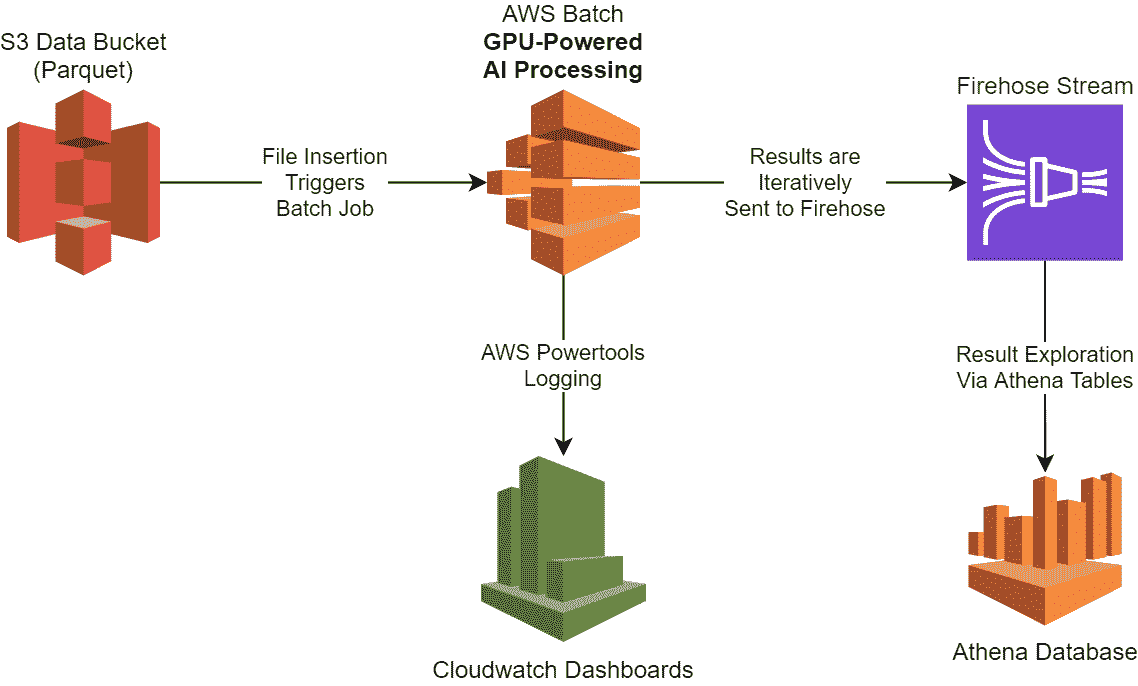 S3 Data Bucket
(Parquet)
File Insertion
Triggers
Batch Job
AWS Batch
GPU-Powered
AI Processing
Results are
Iteratively
Sent to Firehose
Firehose Stream
AWS Powertools
Logging
Result Exploration
Via Athena Tables
Cloudwatch Dashboards
Athena Database